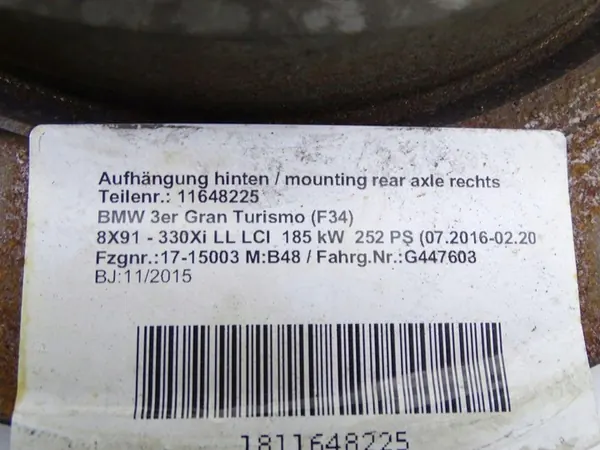 Aufhängung hinten / mounting rear axle rechts
Teilenr.: 11648225
BMW 3er Gran Turismo (F34)
8X91 - 330Xi LL LCI 185 kW 252 PS (07.2016-02.20
Fzgnr.:17-15003 M:B48 / Fahrg.Nr.:G447603
BJ:11/2015
1811648225